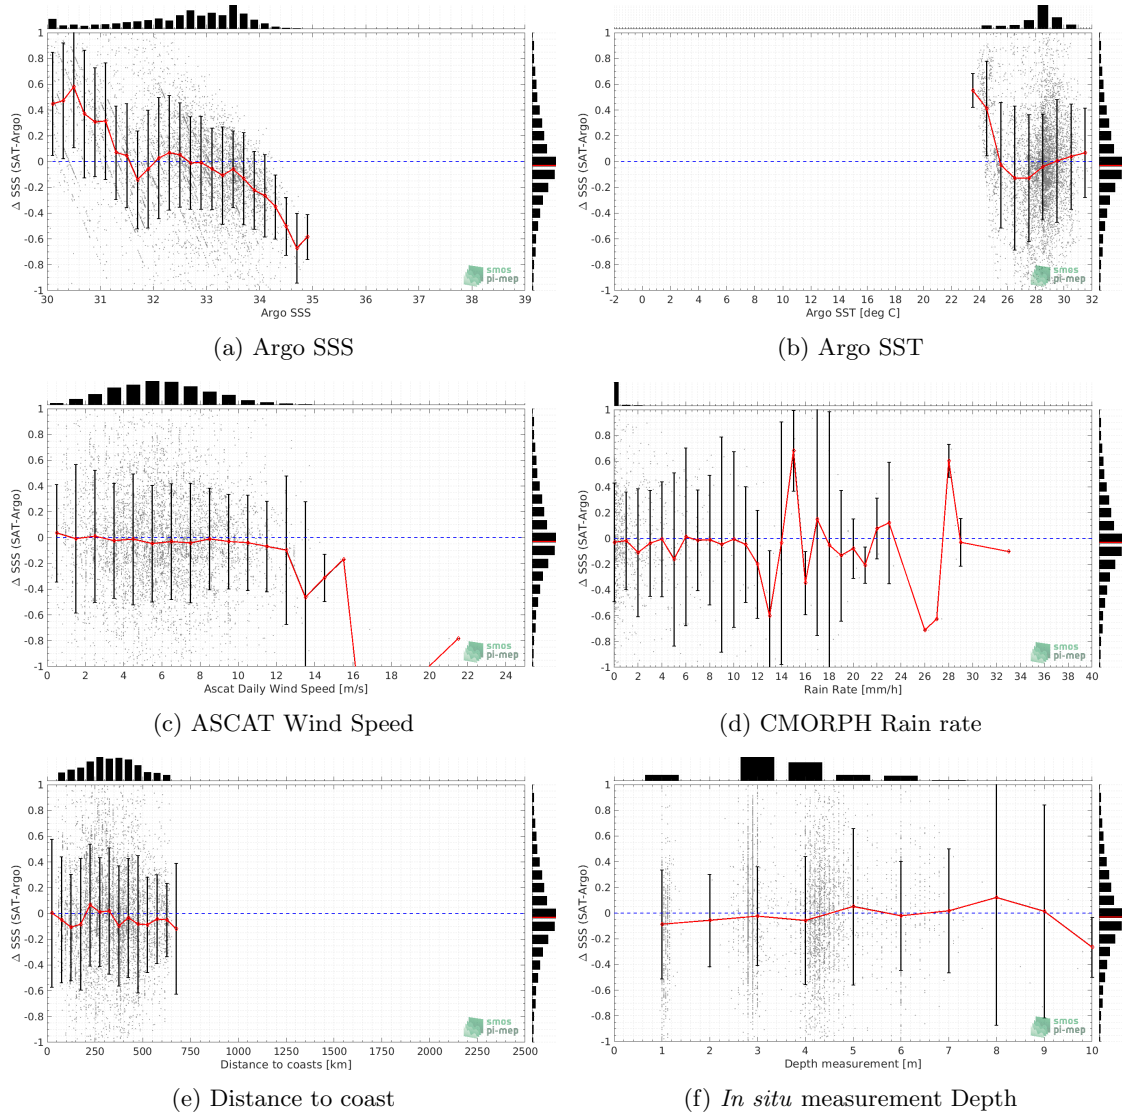 1
0.8
0.6
0.4
0.2
0
-0.2
-0.4
-0.6
-0.8
-1
Δ SSS (SAT-Argo)
30 31 32 33 34 35 36 37 38 39
Argo SSS
smos
pi-mep
(a) Argo SSS
1
0.8
0.6
0.4
0.2
0
-0.2
-0.4
-0.6
-0.8
-1
Δ SSS (SAT-Argo)
-2 0 2 4 6 8 10 12 14 16 18 20 22 24 26 28 30 32
Argo SST [deg C]
smos
pi-mep
(b) Argo SST
1
0.8
0.6
0.4
0.2
0
-0.2
-0.4
-0.6
-0.8
-1
Δ SSS (SAT-Argo)
0 2 4 6 8 10 12 14 16 18 20 22 24
Ascat Daily Wind Speed [m/s]
smos
pi-mep
(c) ASCAT Wind Speed
1
0.8
0.6
0.4
0.2
0
-0.2
-0.4
-0.6
-0.8
-1
Δ SSS (SAT-Argo)
0 2 4 6 8 10 12 14 16 18 20 22 24 26 28 30 32 34 36 38 40
Rain Rate [mm/h]
smos
pi-mep
(d) CMORPH Rain rate
1
0.8
0.6
0.4
0.2
0
-0.2
-0.4
-0.6
-0.8
-1
Δ SSS (SAT-Argo)
0 250 500 750 1000 1250 1500 1750 2000 2250 2500
Distance to coasts [km]
smos
pi-mep
(e) Distance to coast
1
0.8
0.6
0.4
0.2
0
-0.2
-0.4
-0.6
-0.8
-1
Δ SSS (SAT-Argo)
0 1 2 3 4 5 6 7 8 9 10
Depth measurement [m]
smos
pi-mep
(f) In situ measurement Depth